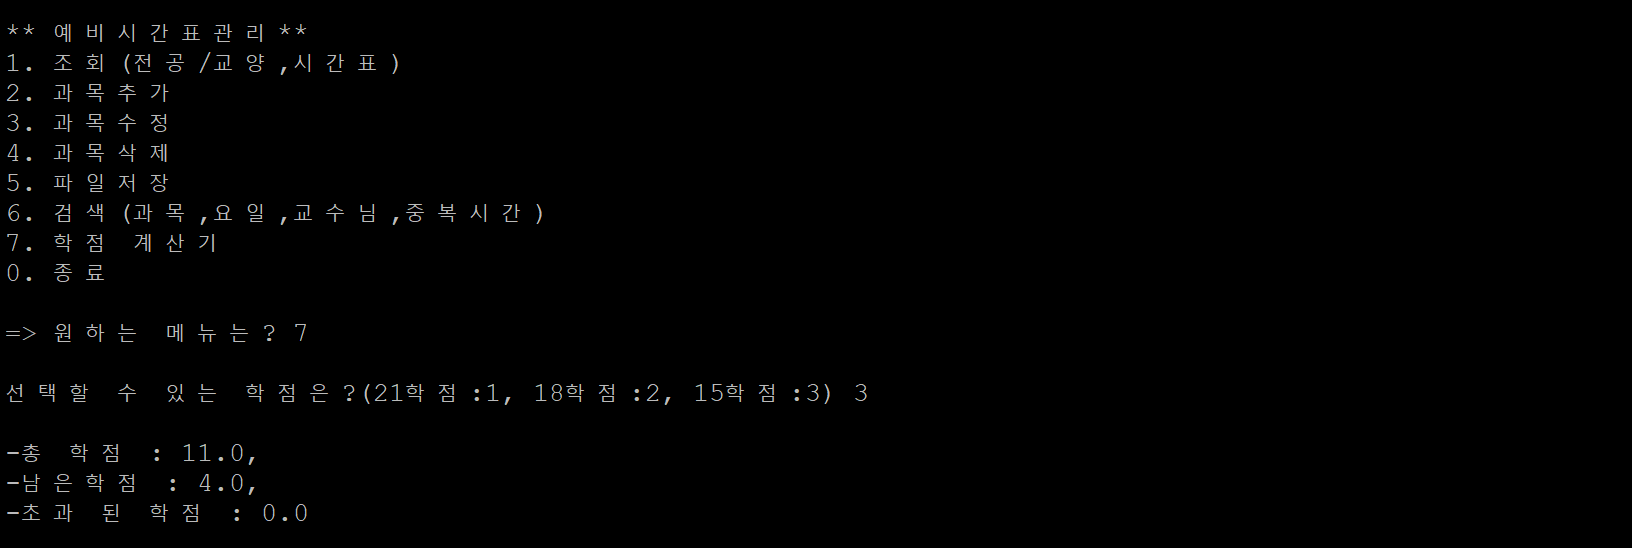 ** 예비시간표관리 **
1. 조회(전공/교양,시간표)
2. 과목추가
3. 과목수정
4. 과목삭제
5. 파일저장
6. 검색(과목,요일,교수님,중복시간)
7. 학점 계산기
0. 종료
=> 원하는 메뉴는? 7
선택할 수 있는 학점은?(21학점:1, 18학점:2, 15학점:3) 3
-총 학점 : 11.0,
-남은학점 : 4.0,
-초과 된 학점 : 0.0